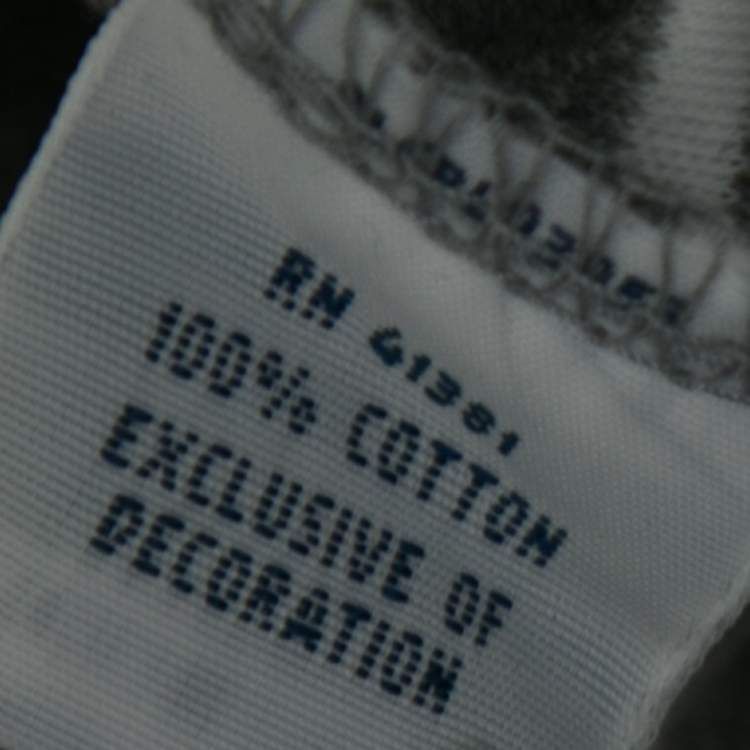 RN 41381
100% COTTON
EXCLUSIVE OF
DECORATION